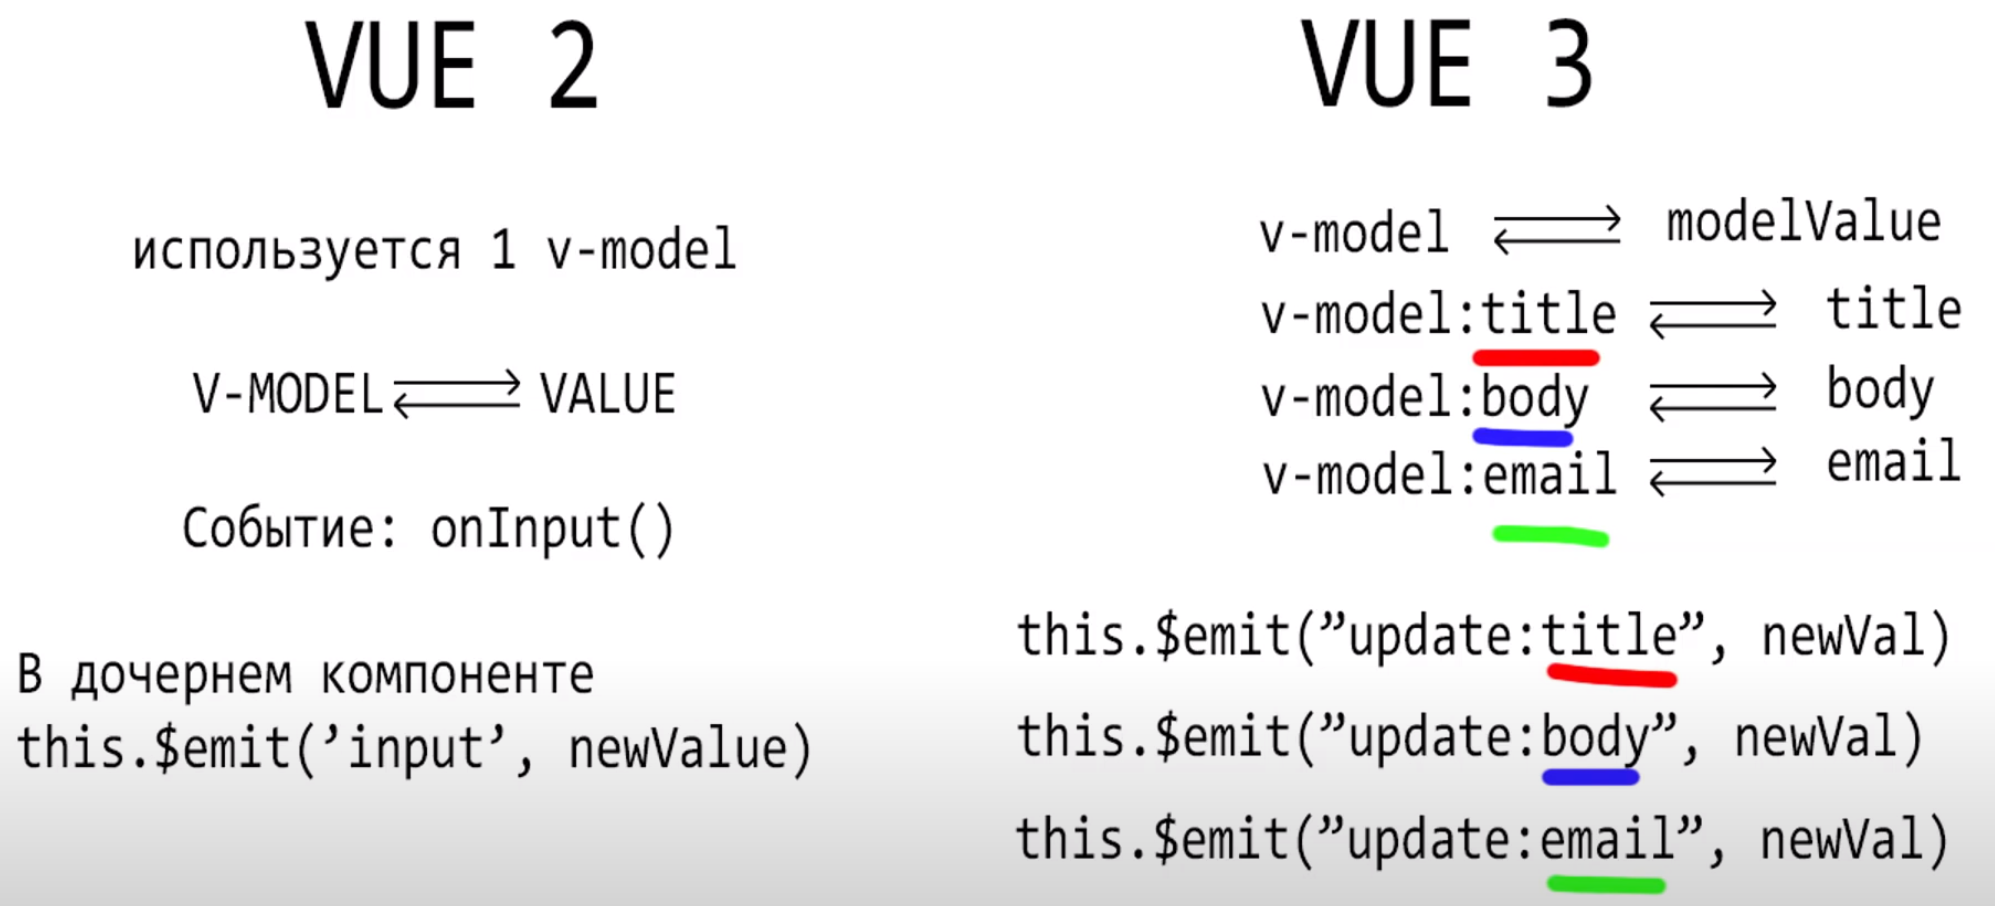 VUE 2
используется 1 v-model
V-MODEL VALUE
Событие: onInput()
В дочернем компоненте
this.$emit(’input’, newValue)
VUE 3
v-model modelValue
v-model:title title
v-model:body body
v-model:email email
this.$emit(”update:title”, newVal)
this.$emit(”update:body”, newVal)
this.$emit(”update:email”, newVal)